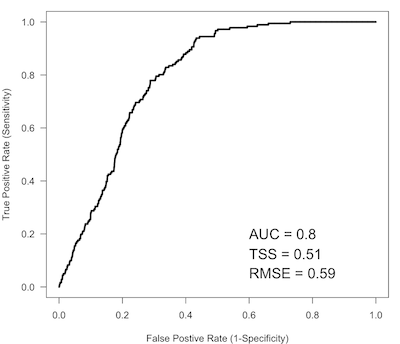 1.0
0.8
0.6
0.4
0.2
0.0
True Positive Rate (Sensitivity)
AUC = 0.8
TSS = 0.51
RMSE = 0.59
0.0 0.2 0.4 0.6 0.8 1.0
False Postive Rate (1-Specificity)